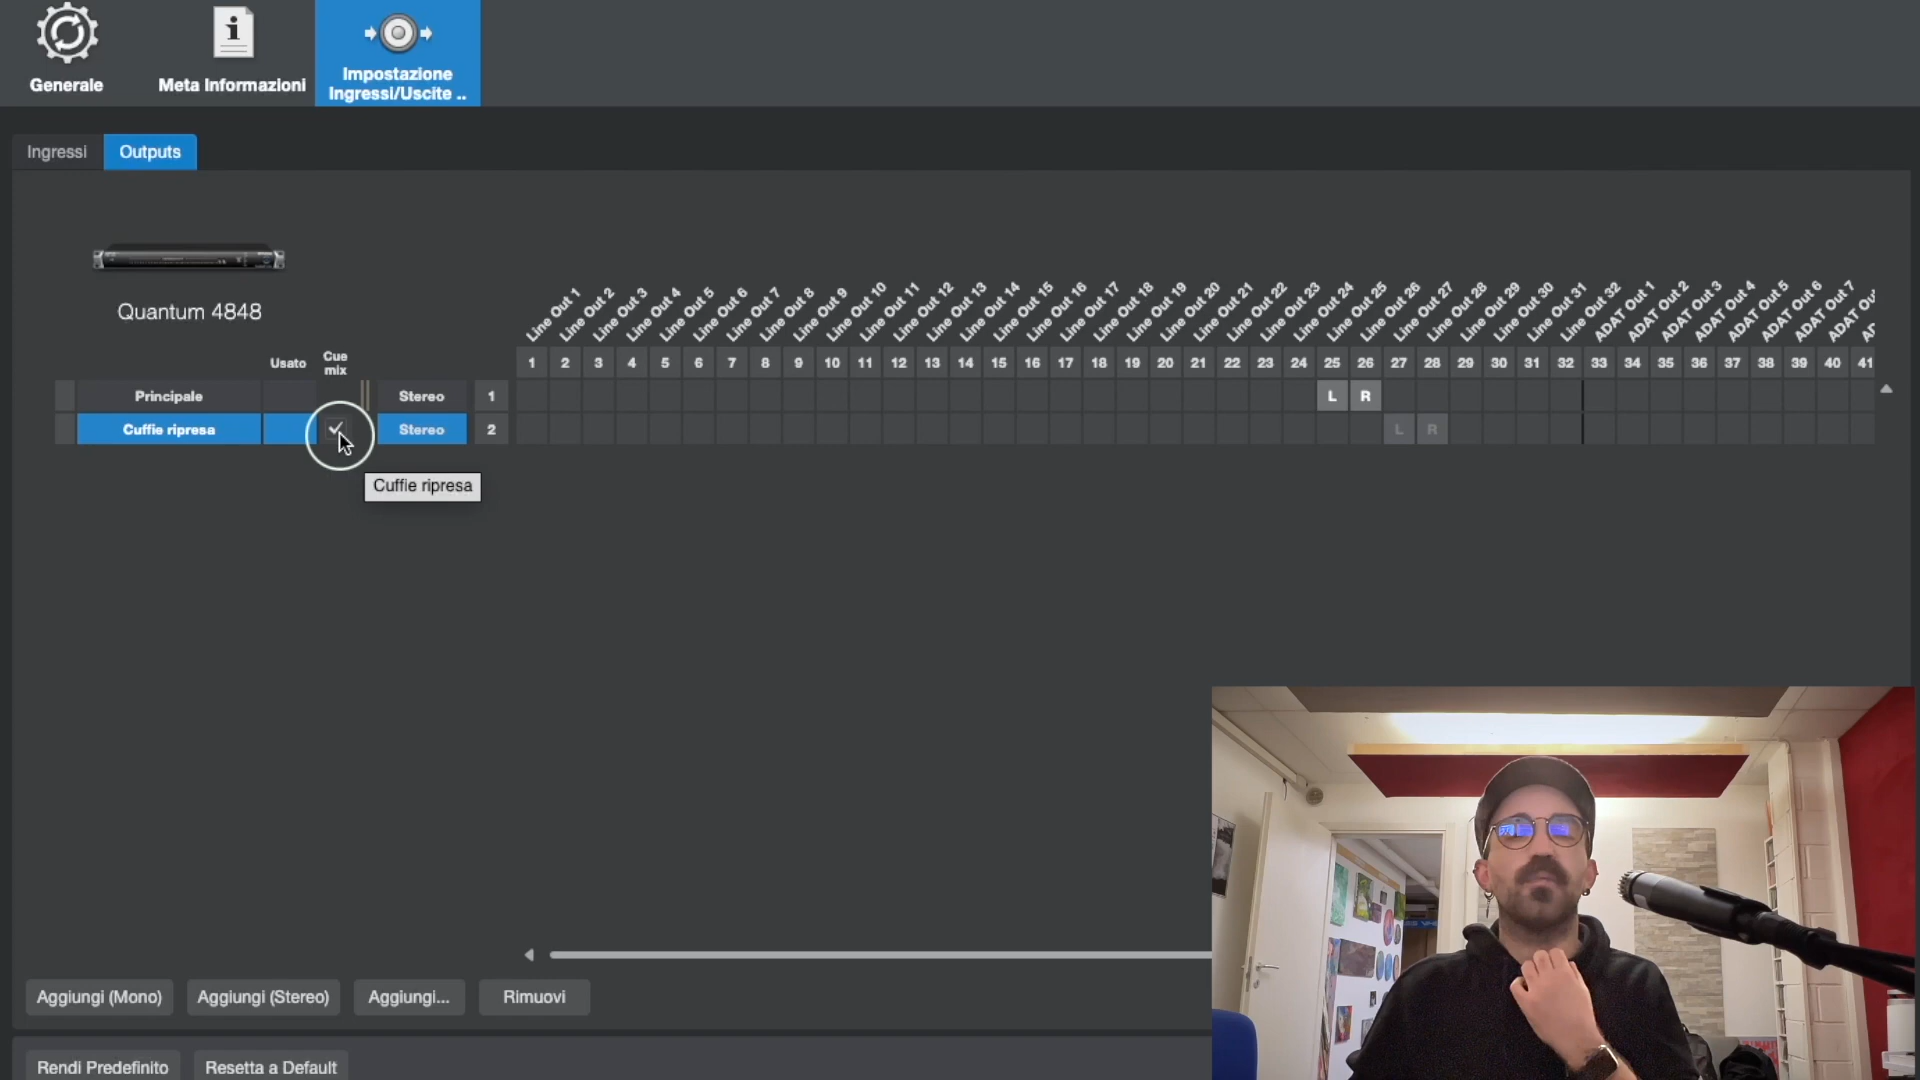 Generale
Meta Informazioni
Impostazione
Ingressi/Uscite ..
Ingressi
Outputs
Quantum 4848
Usato
Cue
mix
Line Out 1
Line Out 2
Line Out 3
Line Out 4
Line Out 5
Line Out 6
Line Out 7
Line Out 8
Line Out 9
Line Out 10
Line Out 11
Line Out 12
Line Out 13
Line Out 14
Line Out 15
Line Out 16
Line Out 17
Line Out 18
Line Out 19
Line Out 20
Line Out 21
Line Out 22
Line Out 23
Line Out 24
Line Out 25
Line Out 26
Line Out 27
Line Out 28
Line Out 29
Line Out 30
Line Out 31
Line Out 32
ADAT Out 1
ADAT Out 2
ADAT Out 3
ADAT Out 4
ADAT Out 5
ADAT Out 6
ADAT Out 7
ADAT Ou
1 2 3 4 5 6 7 8 9 10 11 12 13 14 15 16 17 18 19 20 21 22 23 24 25 26 27 28 29 30 31 32 33 34 35 36 37 38 39 40 41
Principale Stereo 1 L R
Cuffie ripresa Stereo 2 L R
Cuffie ripresa
Aggiungi (Mono)
Aggiungi (Stereo)
Aggiungi...
Rimuovi
Rendi Predefinito
Resetta a Default